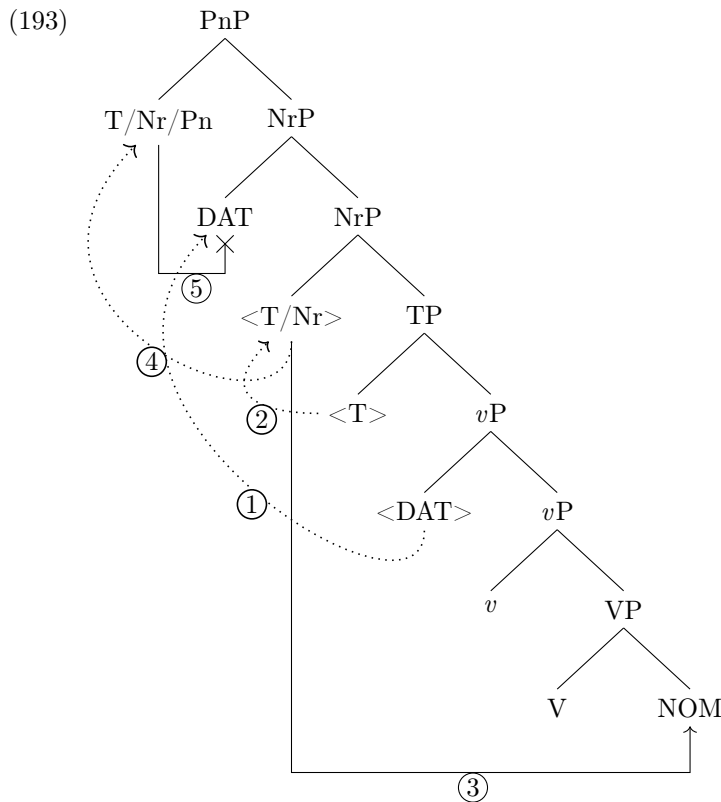 (193)
PnP
T/Nr/Pn NrP
DAT NrP
⑤
<T/Nr> TP
④
② <T> vP
① <DAT> vP
v VP
V NOM
③